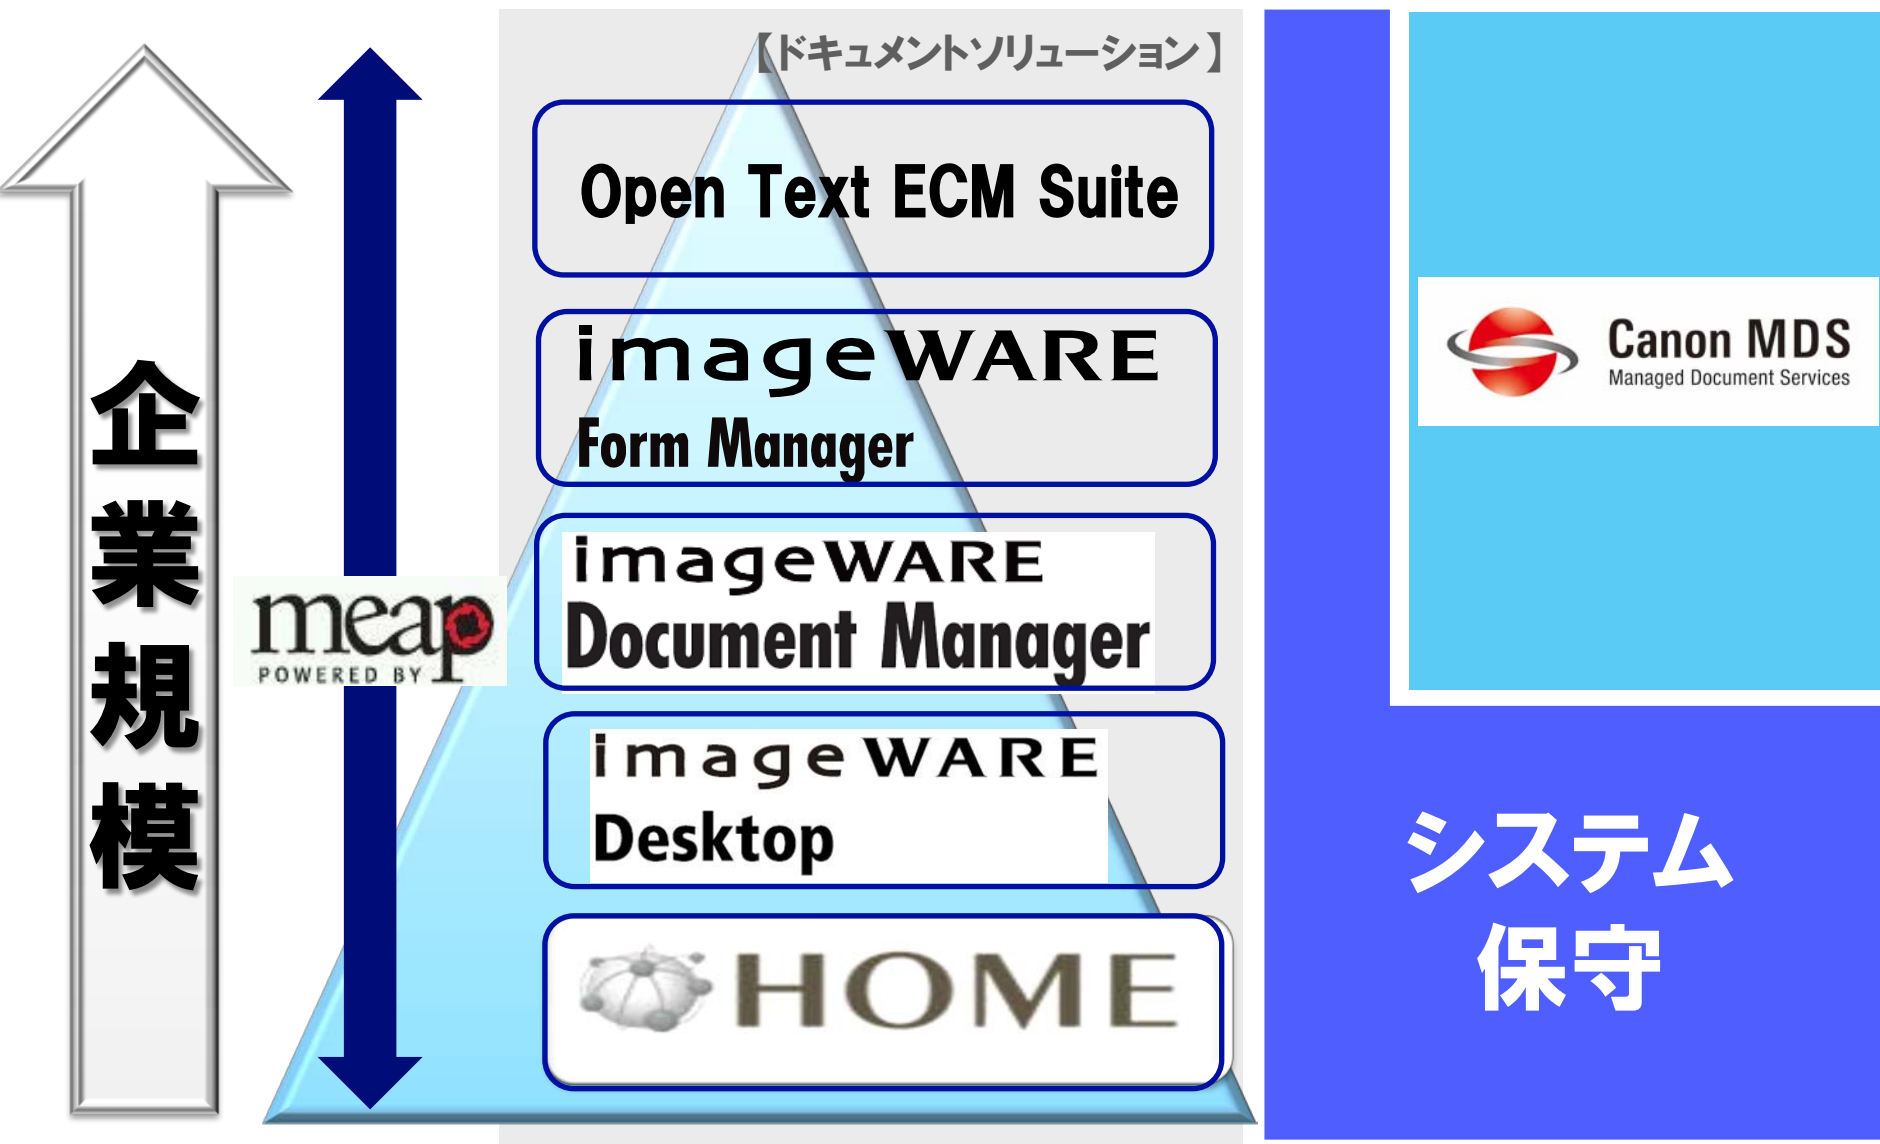 企業規模
meap
POWERED BY
【ドキュメントソリューション】
Open Text ECM Suite
imageWARE
Form Manager
imageWARE
Document Manager
imageWARE
Desktop
HOME
Canon MDS
Managed Document Services
システム
保守